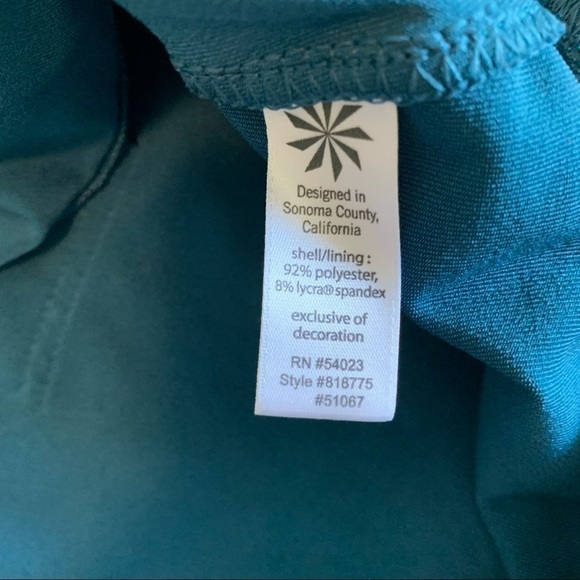 Designed in
Sonoma County,
California
shell/lining :
92% polyester,
8% lycra®spandex
exclusive of
decoration
RN #54023
Style #818775
#51067